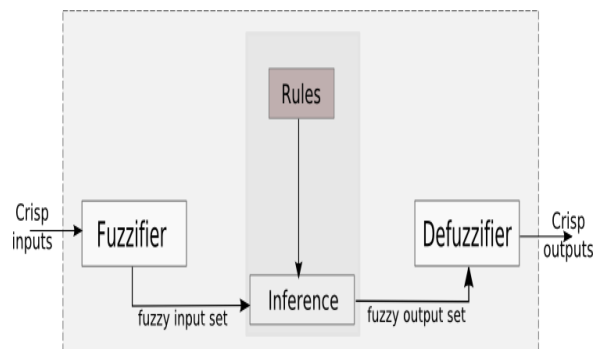 Rules
Crisp
inputs
Fuzzifier
Defuzzifier
Crisp
outputs
Inference
fuzzy input set
fuzzy output set